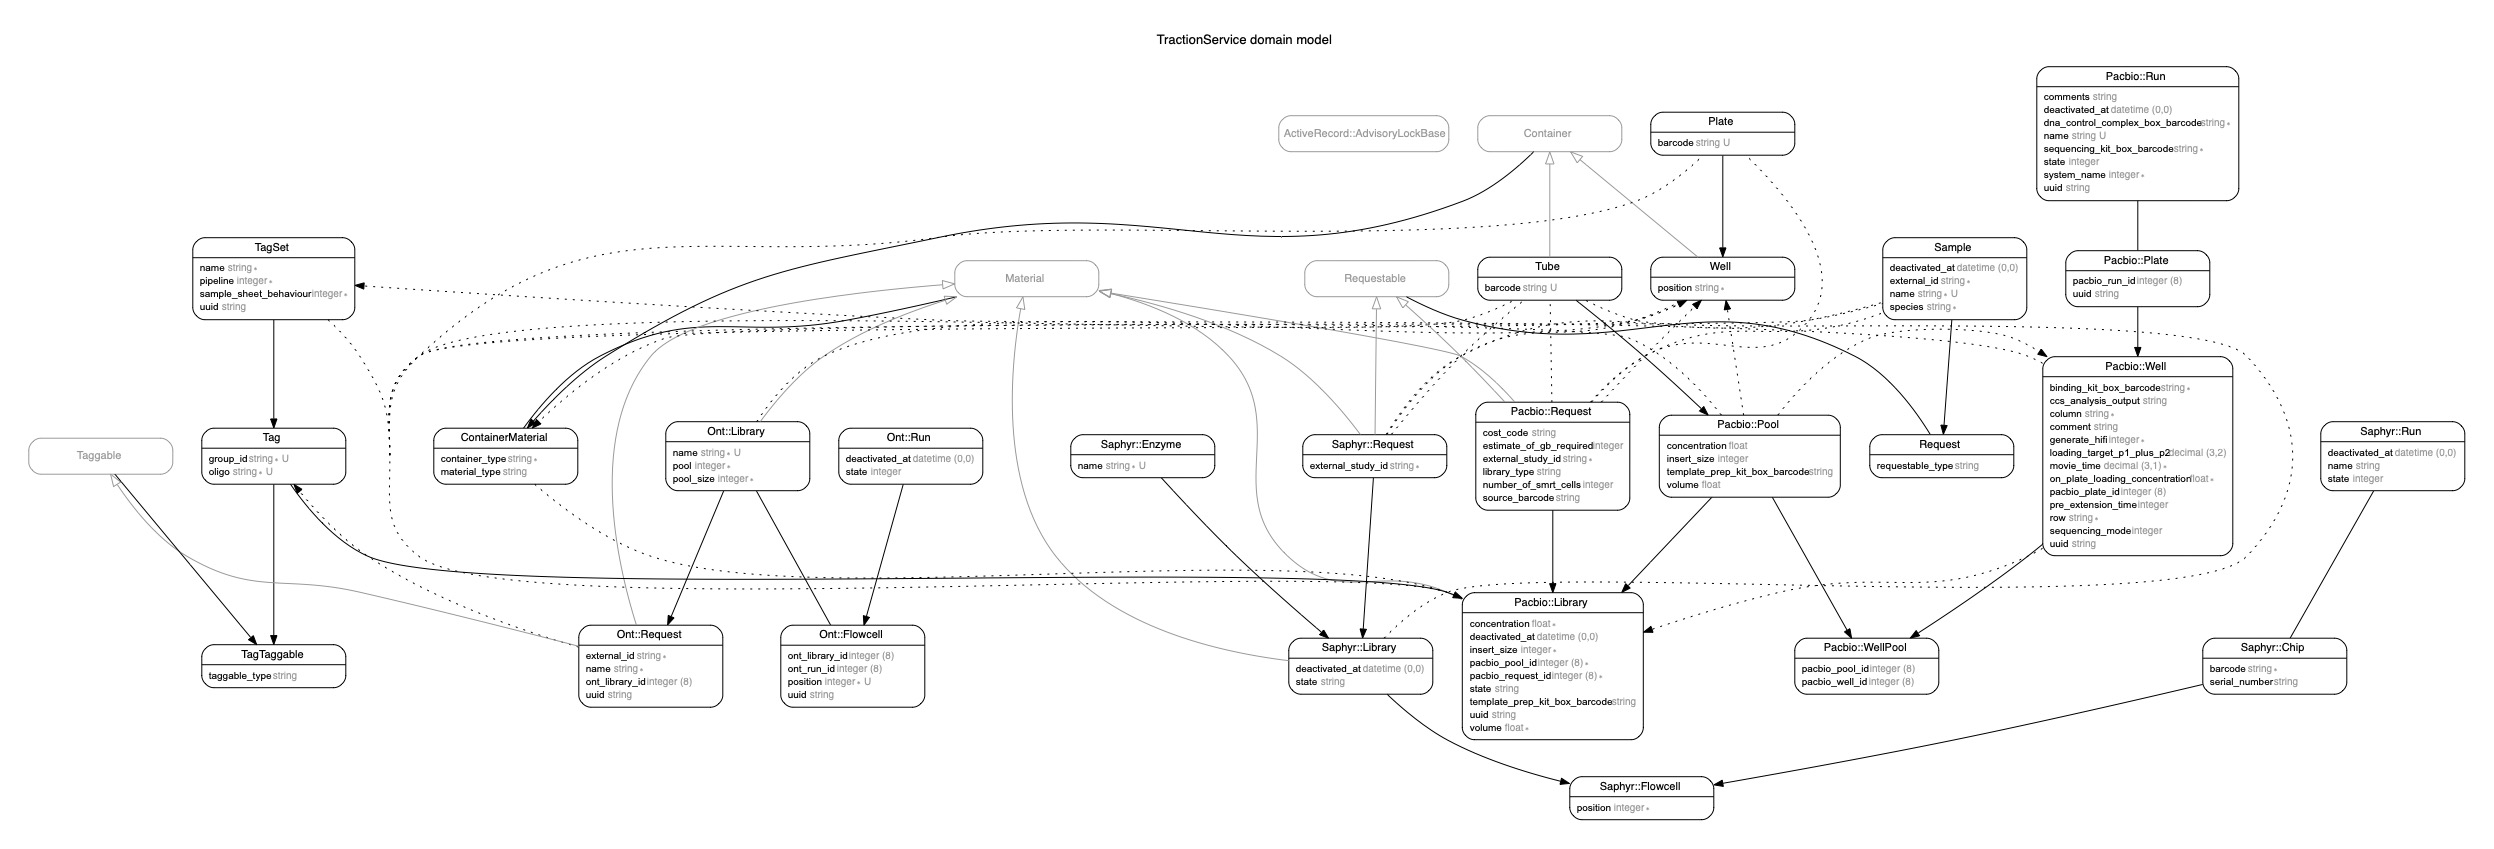 TractionService domain model
Pacbio::Run
comments string
deactivated_at datetime (0,0)
dna_control_complex_box_barcode string ∗
name string U
sequencing_kit_box_barcode string ∗
state integer
system_name integer ∗
uuid string
ActiveRecord::AdvisoryLockBase
Container
Plate
barcode string U
TagSet
name string ∗
pipeline integer ∗
sample_sheet_behaviour integer ∗
uuid string
Material
Requestable
Tube
barcode string U
Well
position string ∗
Sample
deactivated_at datetime (0,0)
external_id string ∗
name string ∗ U
species string ∗
Pacbio::Plate
pacbio_run_id integer (8)
uuid string
Pacbio::Well
binding_kit_box_barcode string ∗
ccs_analysis_output string
column string ∗
comment string
generate_hifi integer ∗
loading_target_p1_plus_p2 decimal (3,2)
movie_time decimal (3,1) ∗
on_plate_loading_concentration float ∗
pacbio_plate_id integer (8)
pre_extension_time integer
row string ∗
sequencing_mode integer
uuid string
Taggable
Tag
group_id string ∗ U
oligo string ∗ U
ContainerMaterial
container_type string ∗
material_type string
Ont::Library
name string ∗ U
pool integer ∗
pool_size integer ∗
Ont::Run
deactivated_at datetime (0,0)
state integer
Saphyr::Enzyme
name string ∗ U
Saphyr::Request
external_study_id string ∗
Pacbio::Request
cost_code string
estimate_of_gb_required integer
external_study_id string ∗
library_type string
number_of_smrt_cells integer
source_barcode string
Pacbio::Pool
concentration float
insert_size integer
template_prep_kit_box_barcode string
volume float
Request
requestable_type string
Saphyr::Run
deactivated_at datetime (0,0)
name string
state integer
TagTaggable
taggable_type string
Ont::Request
external_id string ∗
name string ∗
ont_library_id integer (8)
uuid string
Ont::Flowcell
ont_library_id integer (8)
ont_run_id integer (8)
position integer ∗ U
uuid string
Saphyr::Library
deactivated_at datetime (0,0)
state string
Pacbio::Library
concentration float ∗
deactivated_at datetime (0,0)
insert_size integer ∗
pacbio_pool_id integer (8) ∗
pacbio_request_id integer (8) ∗
state string
template_prep_kit_box_barcode string
uuid string
volume float ∗
Pacbio::WellPool
pacbio_pool_id integer (8)
pacbio_well_id integer (8)
Saphyr::Chip
barcode string ∗
serial_number string
Saphyr::Flowcell
position integer ∗